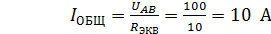 I_ОБЩ = U_AB / R_ЭКВ = 100 / 10 = 10 А